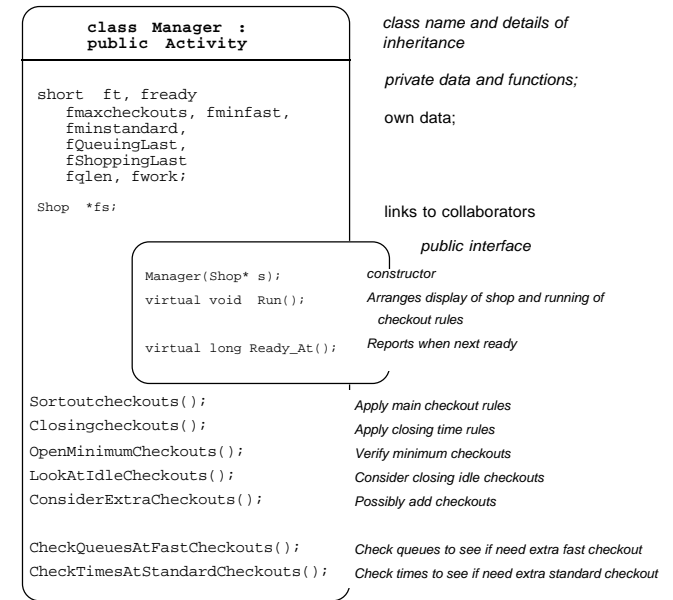 class Manager : class name and details of
public Activity inheritance
private data and functions;
short ft, fready
fmaxcheckouts, fminfast, own data;
fminstandard,
fQueuingLast,
fShoppingLast
fqlen, fwork;
Shop *fs; links to collaborators
public interface
Manager(Shop* s); constructor
virtual void Run(); Arranges display of shop and running of
checkout rules
virtual long Ready_At(); Reports when next ready
Sortoutcheckouts(); Apply main checkout rules
Closingcheckouts(); Apply closing time rules
OpenMinimumCheckouts(); Verify minimum checkouts
LookAtIdleCheckouts(); Consider closing idle checkouts
ConsiderExtraCheckouts(); Possibly add checkouts
CheckQueuesAtFastCheckouts(); Check queues to see if need extra fast checkout
CheckTimesAtStandardCheckouts(); Check times to see if need extra standard checkout